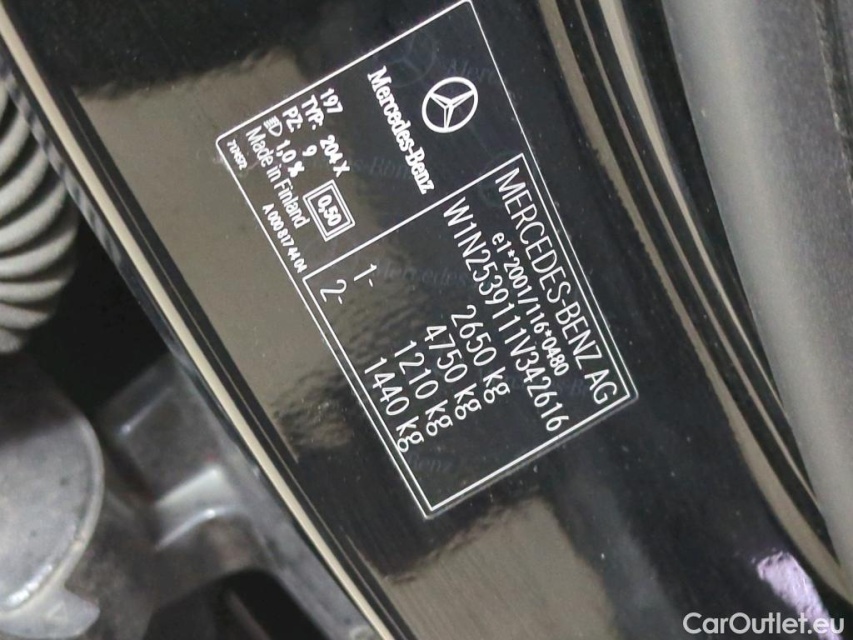 MERCEDES-BENZ AG
e1*2001/116*0480
W1N2539111V342616
2650 kg
4750 kg
1- 1210 kg
2- 1440 kg
Mercedes-Benz
197
TYP: 204 X
PZ: 9
1,0 %
0,50
Made in Finland
A 000 817 44 04
CarOutlet.eu